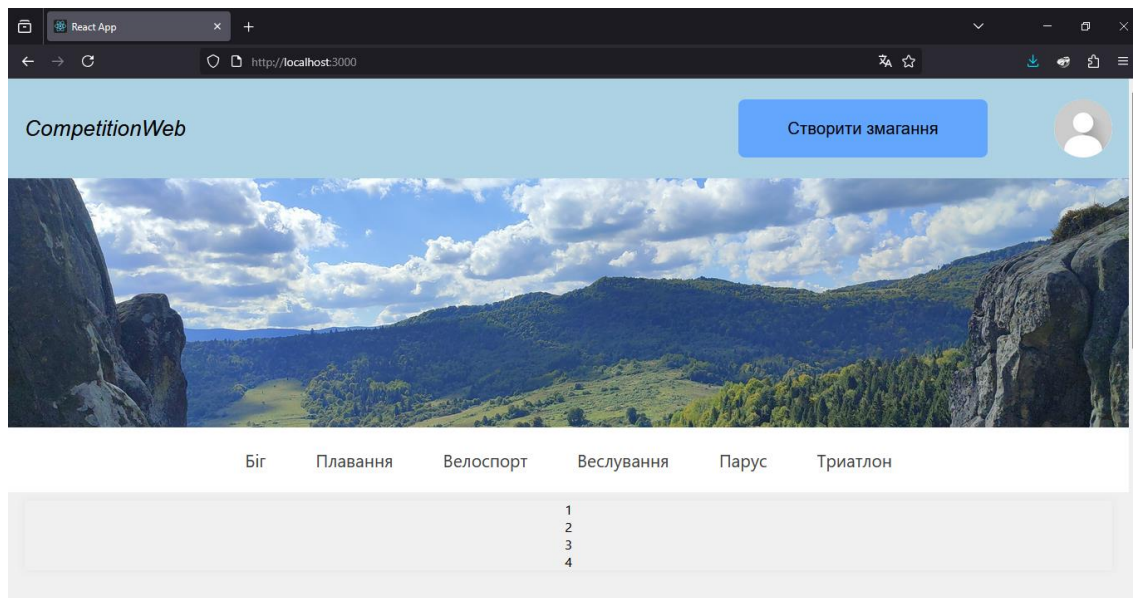 React App
http://localhost:3000
CompetitionWeb
Створити змагання
Біг Плавання Велоспорт Веслування Парус Триатлон
1
2
3
4